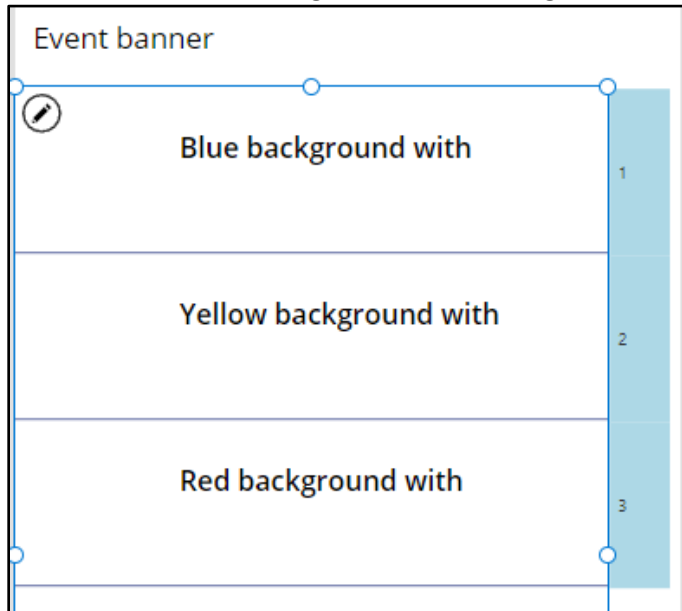 Event banner
Blue background with
1
Yellow background with
2
Red background with
3